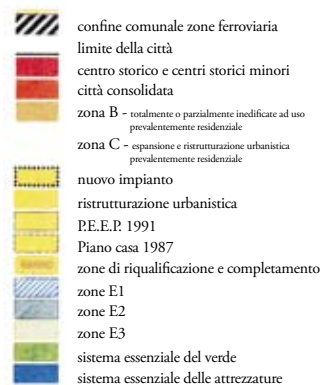 confine comunale zone ferroviaria
limite della città
centro storico e centri storici minori
città consolidata
zona B - totalmente o parzialmente inedificate ad uso
prevalentemente residenziale
zona C - espansione e ristrutturazione urbanistica
prevalentemente residenziale
nuovo impianto
ristrutturazione urbanistica
P.E.E.P. 1991
Piano casa 1987
zone di riqualificazione e completamento
zone E1
zone E2
zone E3
sistema essenziale del verde
sistema essenziale delle attrezzature